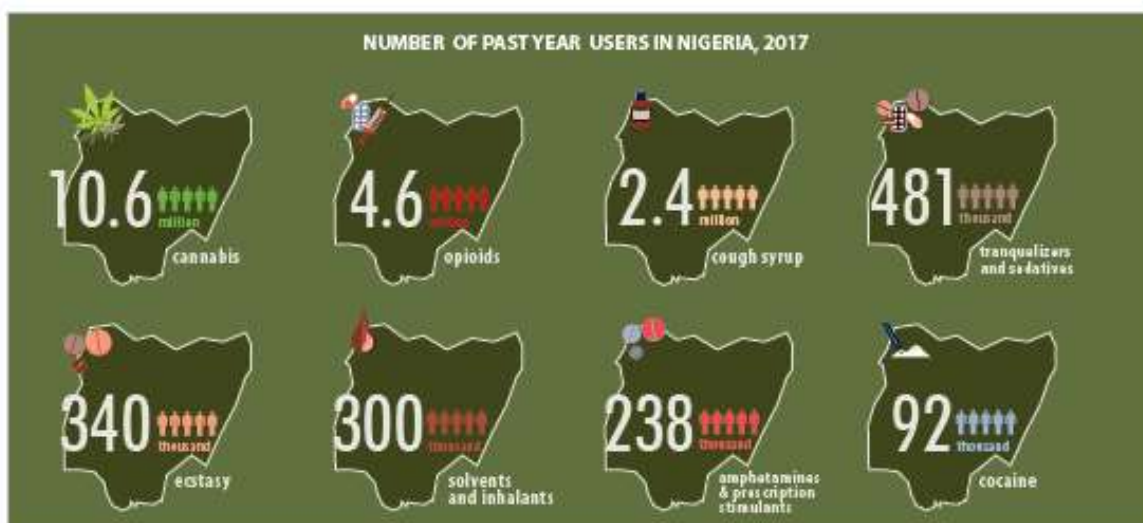 NUMBER OF PAST YEAR USERS IN NIGERIA, 2017
10.6
million
cannabis
4.6
million
opioids
2.4
million
cough syrup
481
thousand
tranquelizers
and sedatives
340
thousand
ecstasy
300
thousand
solvents
and inhalants
238
thousand
amphetamines
& prescription
stimulants
92
thousand
cocaine